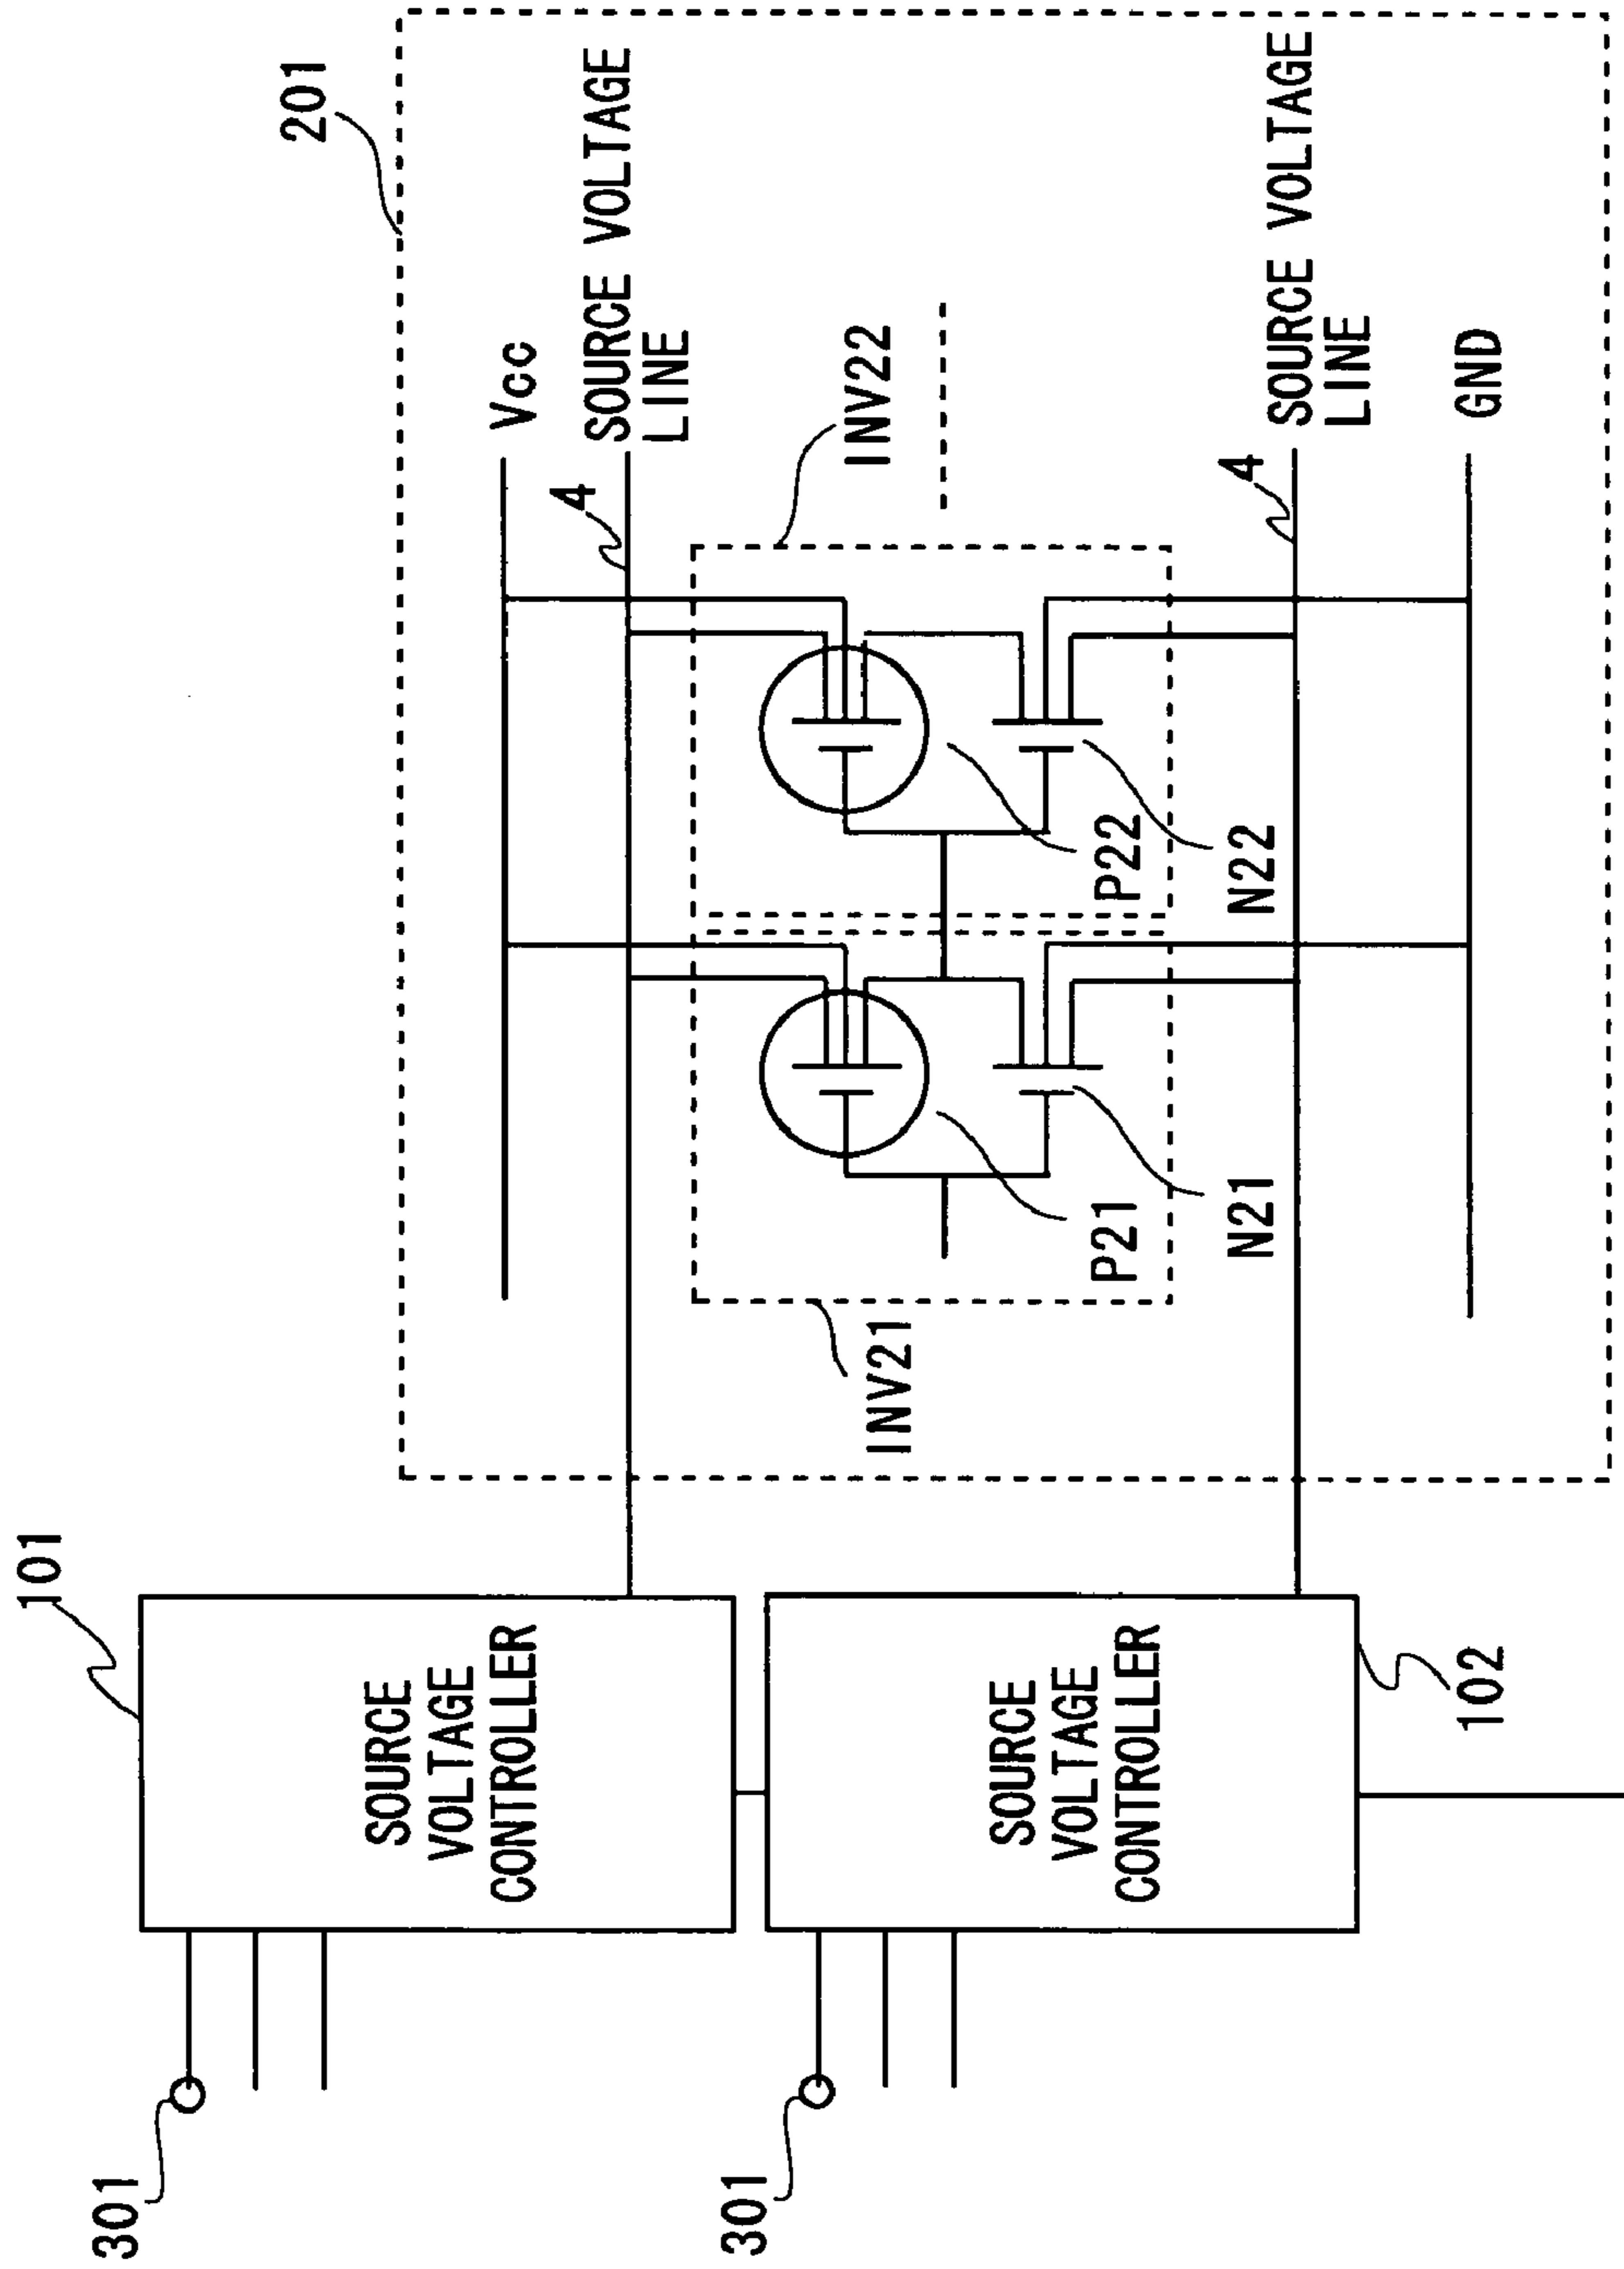 301
301
101
SOURCE
VOLTAGE
CONTROLLER
SOURCE
VOLTAGE
CONTROLLER
102
201
Vcc
SOURCE VOLTAGE
LINE
4
INV21
INV22
P21
N21
P22
N22
4
SOURCE VOLTAGE
LINE
GND